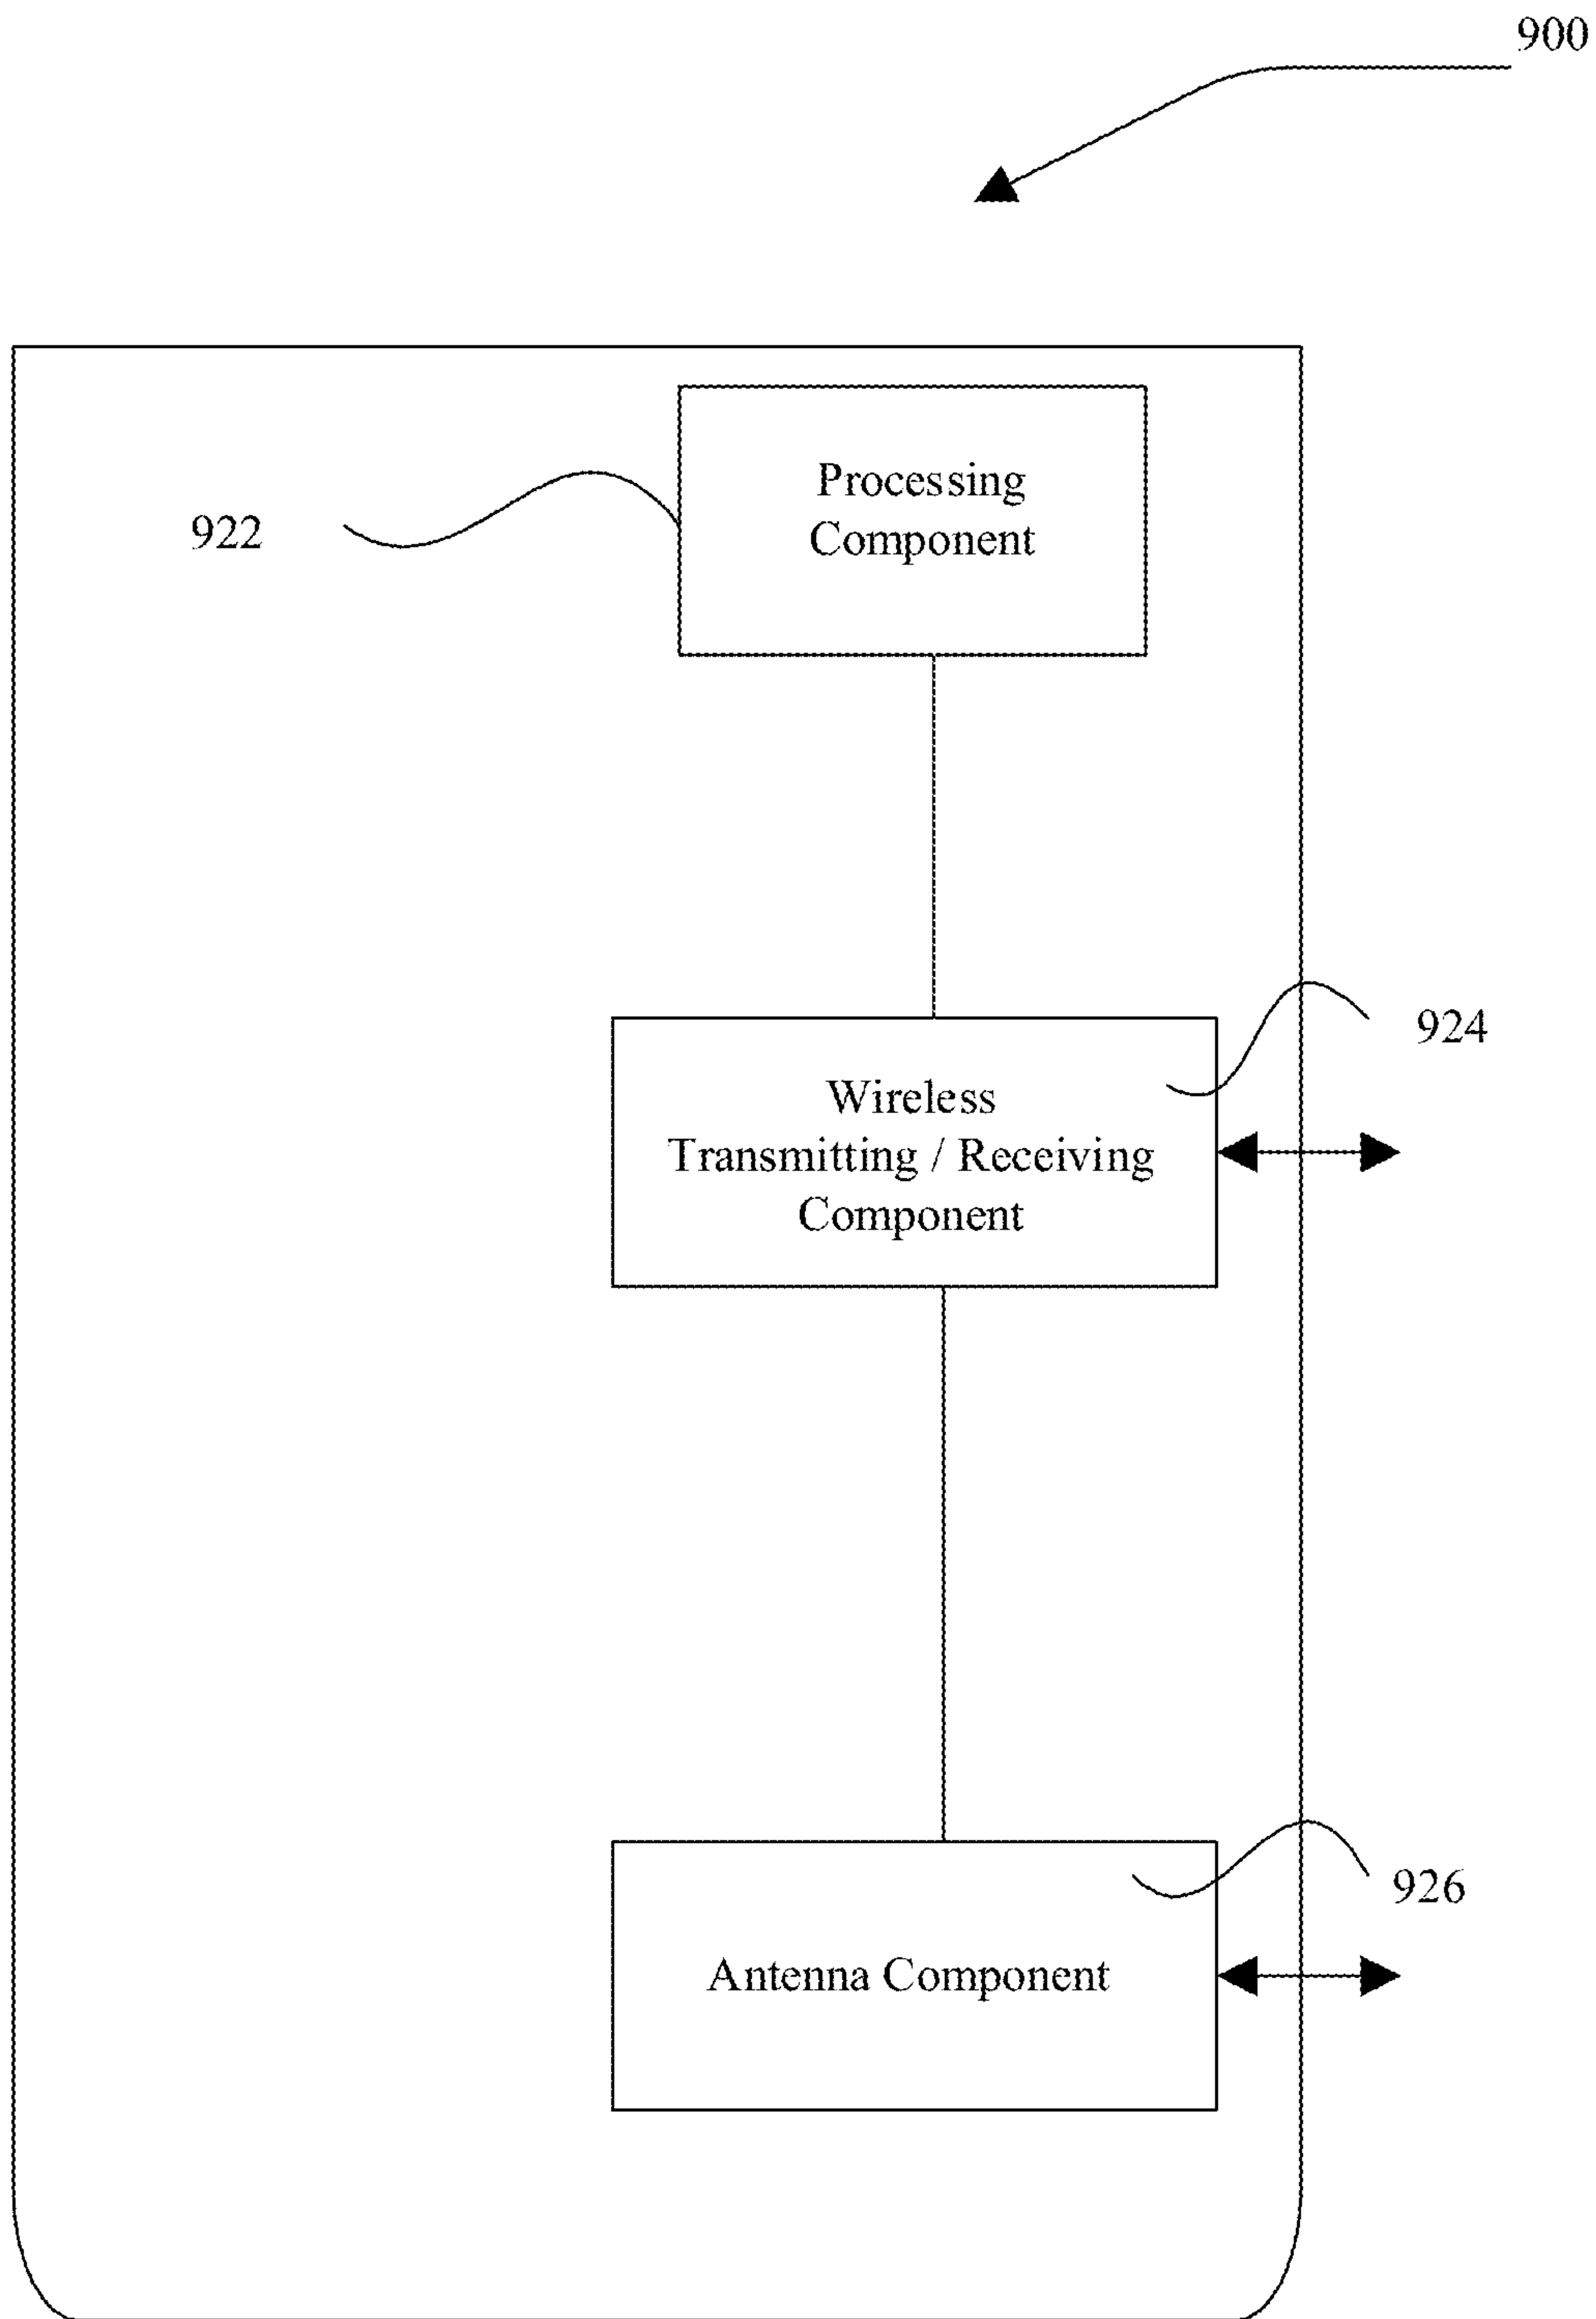 900
Processing
Component
922
924
Wireless
Transmitting / Receiving
Component
926
Antenna Component